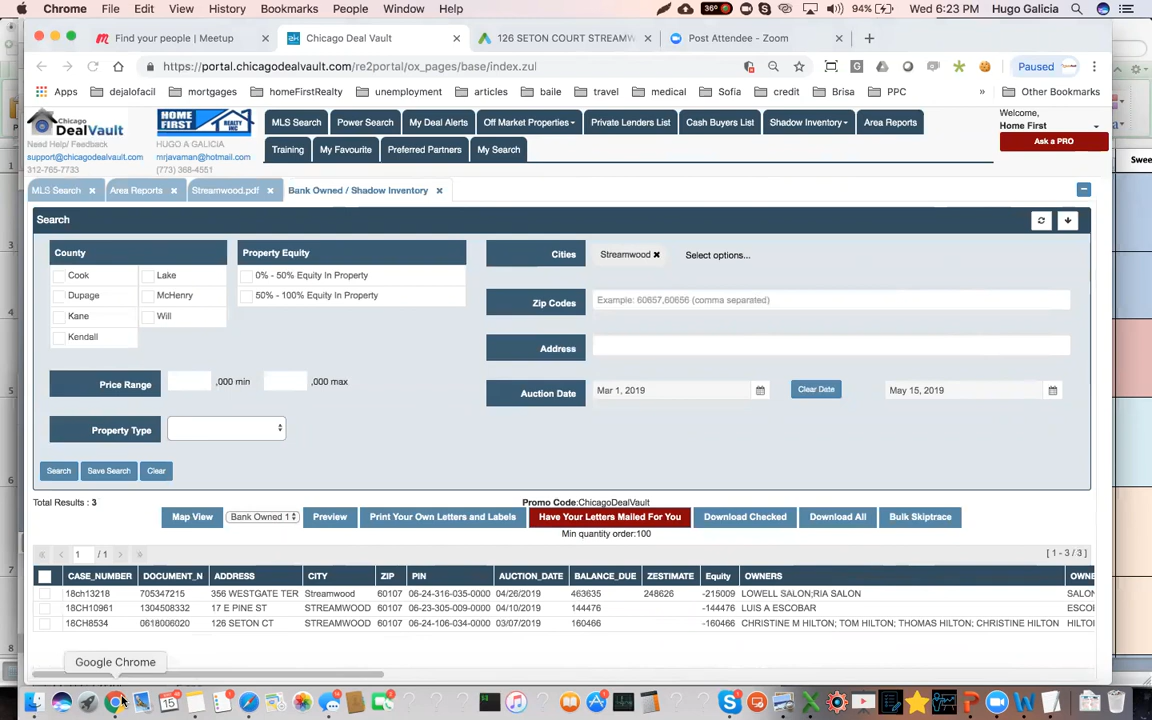 Chrome File Edit View History Bookmarks People Window Help 36° 94% Wed 6:23 PM Hugo Galicia
Find your people | Meetup Chicago Deal Vault 126 SETON COURT STREAMW Post Attendee - Zoom
https://portal.chicagodealvault.com/re2portal/ox_pages/base/index.zul Paused
Apps dejalofacil mortgages homeFirstRealty unemployment articles baile travel medical Sofia credit Brisa PPC » Other Bookmarks
Chicago
DealVault
Need Help/ Feedback
support@chicagodealvault.com
312-765-7733
HOME
FIRST
REALTY
INC
HUGO A GALICIA
mrjavaman@hotmail.com
(773) 368-4551
MLS Search Power Search My Deal Alerts Off Market Properties Private Lenders List Cash Buyers List Shadow Inventory Area Reports
Training My Favourite Preferred Partners My Search
Welcome,
Home First
Ask a PRO
MLS Search Area Reports Streamwood.pdf Bank Owned / Shadow Inventory
Search
County Property Equity Cities Streamwood Select options...
Cook Lake 0% - 50% Equity In Property
Dupage McHenry 50% - 100% Equity In Property Zip Codes Example: 60657,60656 (comma separated)
Kane Will
Kendall Address
Price Range ,000 min ,000 max Auction Date Mar 1, 2019 Clear Date May 15, 2019
Property Type
Search Save Search Clear
Total Results : 3 Promo Code:ChicagoDealVault
Map View Bank Owned 1 Preview Print Your Own Letters and Labels Have Your Letters Mailed For You Download Checked Download All Bulk Skiptrace
Min quantity order:100
1 / 1 [ 1 - 3 / 3 ]
CASE_NUMBER DOCUMENT_N ADDRESS CITY ZIP PIN AUCTION_DATE BALANCE_DUE ZESTIMATE Equity OWNERS OWNE
18ch13218 705347215 356 WESTGATE TER Streamwood 60107 06-24-316-035-0000 04/26/2019 463635 248626 -215009 LOWELL SALON;RIA SALON SALON
18CH10961 1304508332 17 E PINE ST STREAMWOOD 60107 06-23-305-009-0000 04/10/2019 144476 -144476 LUIS A ESCOBAR ESCO
18CH8534 0618006020 126 SETON CT STREAMWOOD 60107 06-24-106-034-0000 03/07/2019 160466 -160466 CHRISTINE M HILTON; TOM HILTON; THOMAS HILTON; CHRISTINE HILTON HILTO
Google Chrome
1
3
4
5
6
7
8
Swee